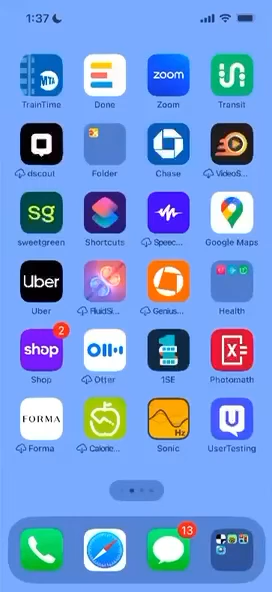 1:37
MTA
zoom
TrainTime
Done
Zoom
Transit
dscout
Folder
Chase
VideoS...
sg
sweetgreen
Shortcuts
Speec...
Google Maps
Uber
Uber
FluidSi...
Genius...
Health
shop
2
Shop
Otter
1SE
Photomath
FORMA
Hz
Forma
Calorie...
Sonic
UserTesting
13